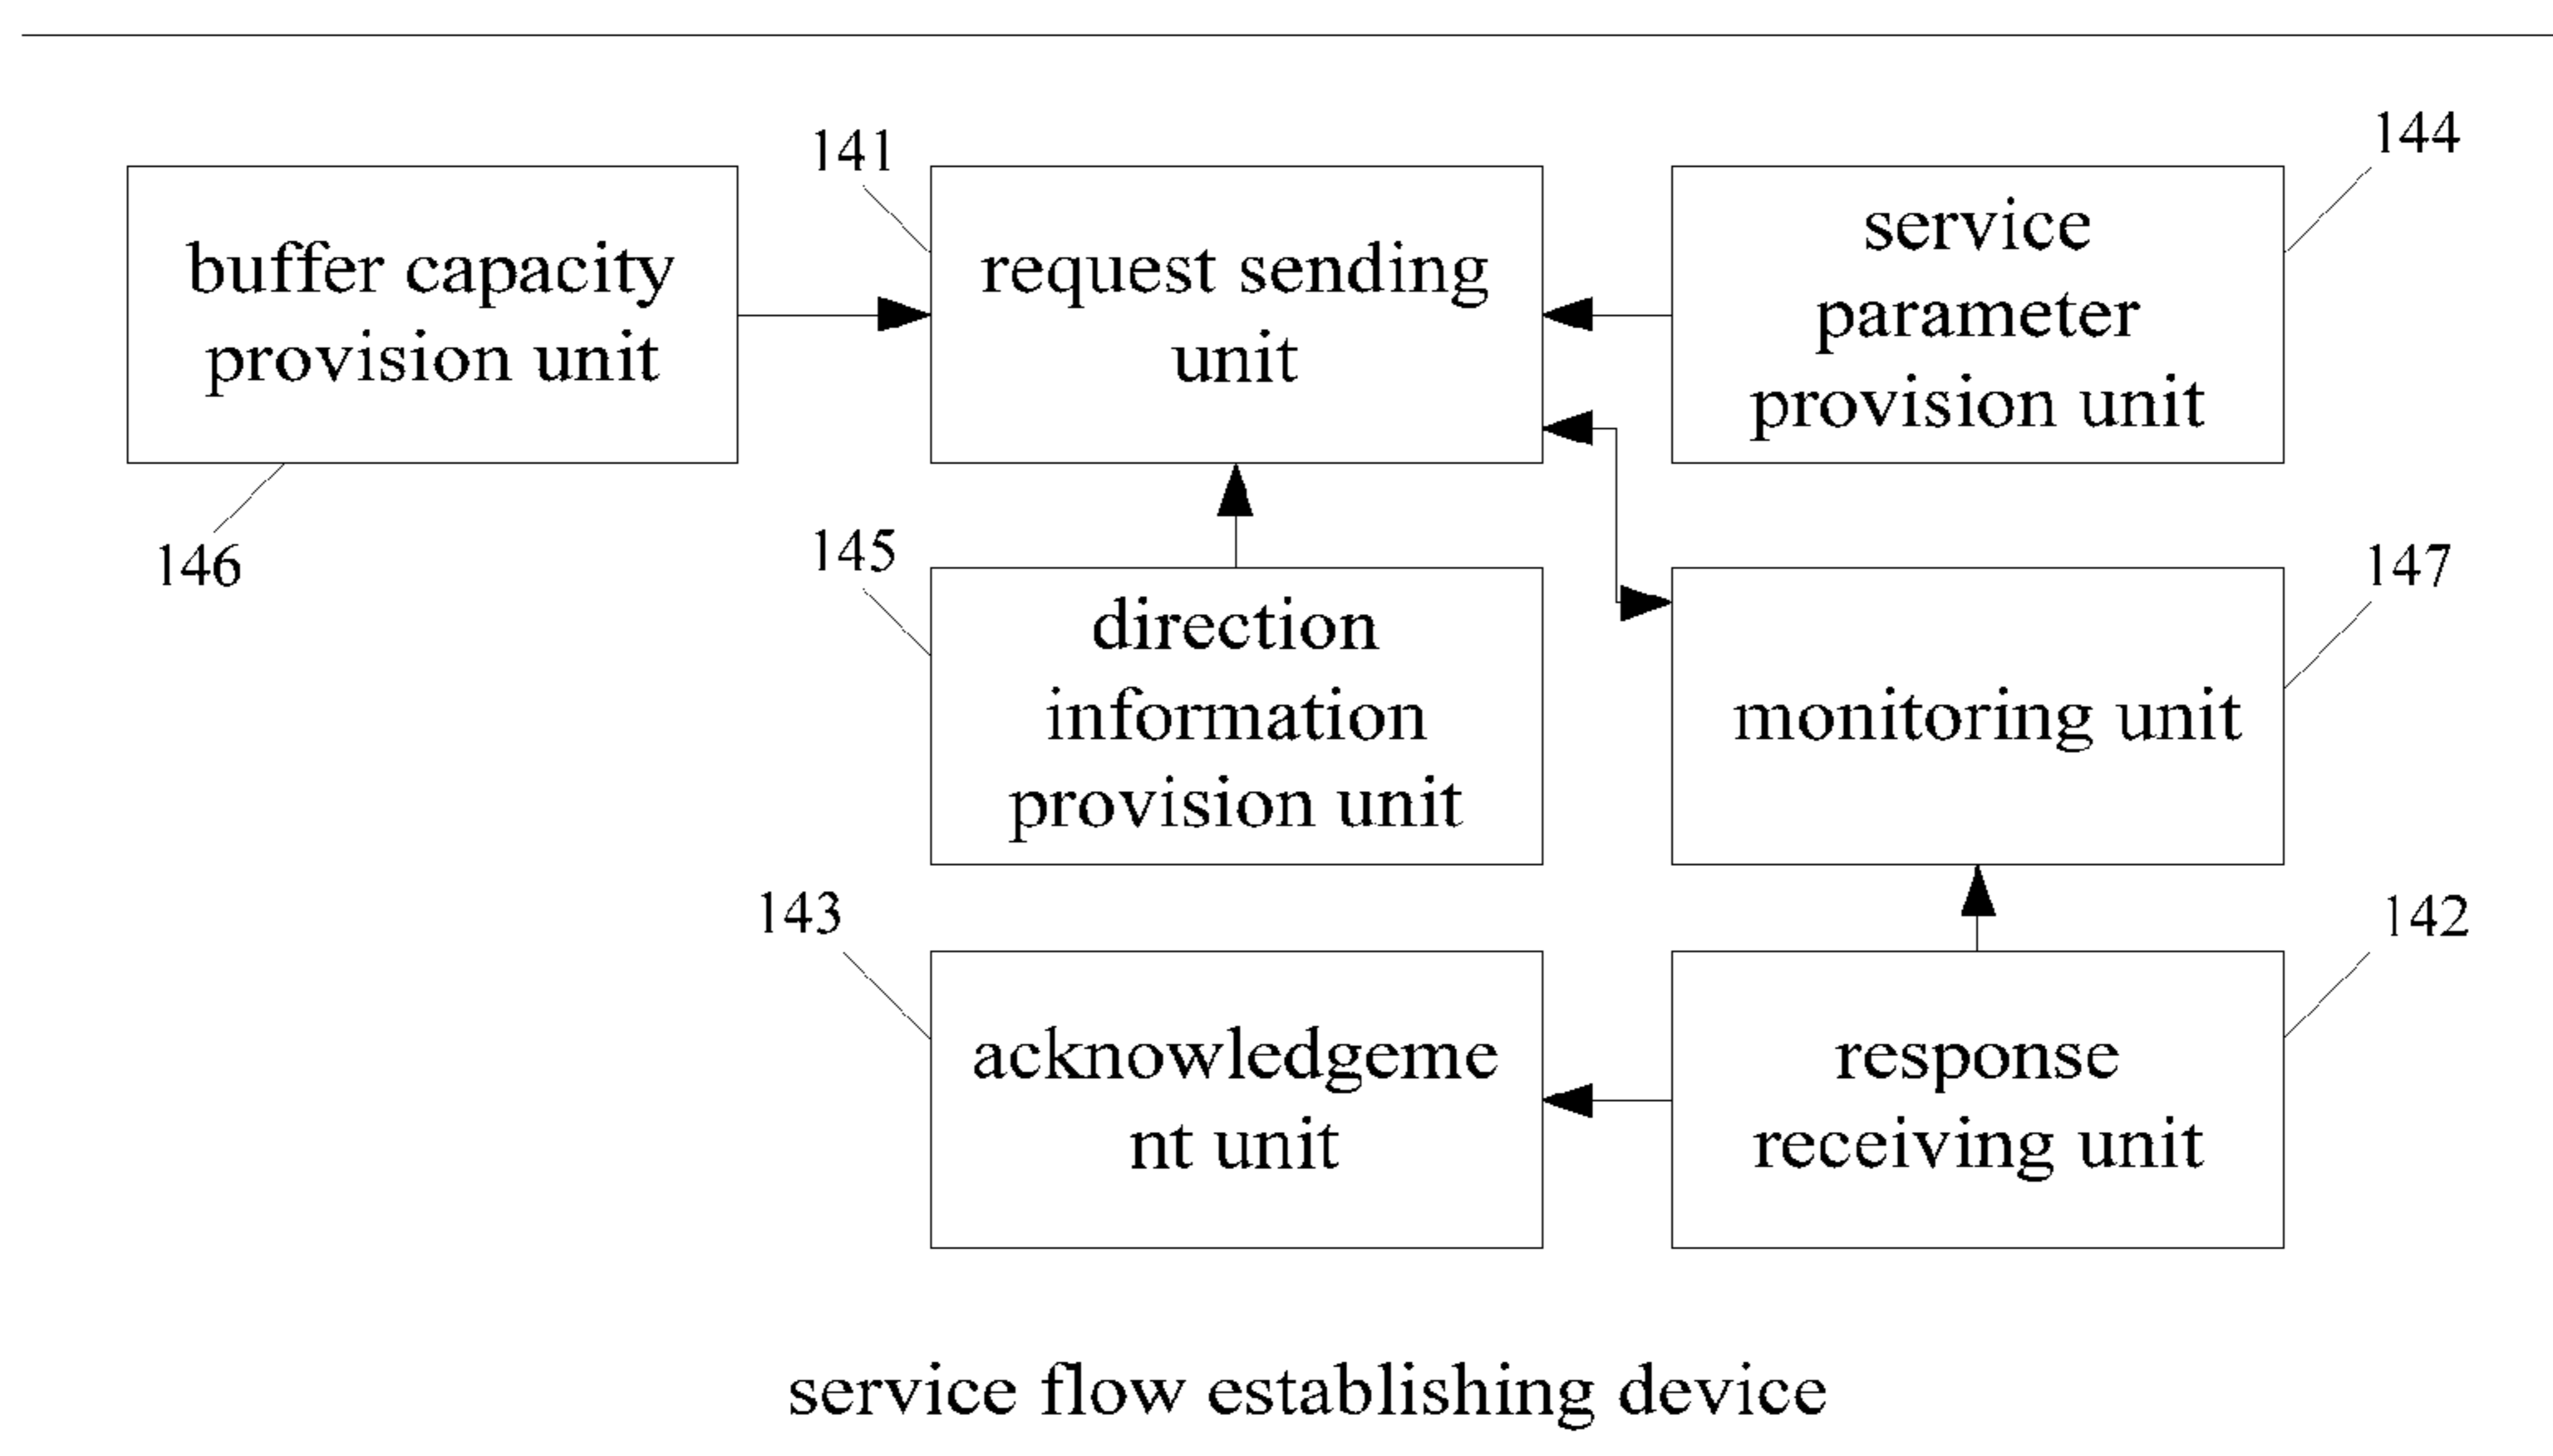 141
144
buffer capacity
provision unit
request sending
unit
service
parameter
provision unit
146
145
147
direction
information
provision unit
monitoring unit
143
142
acknowledgeme
nt unit
response
receiving unit
service flow establishing device